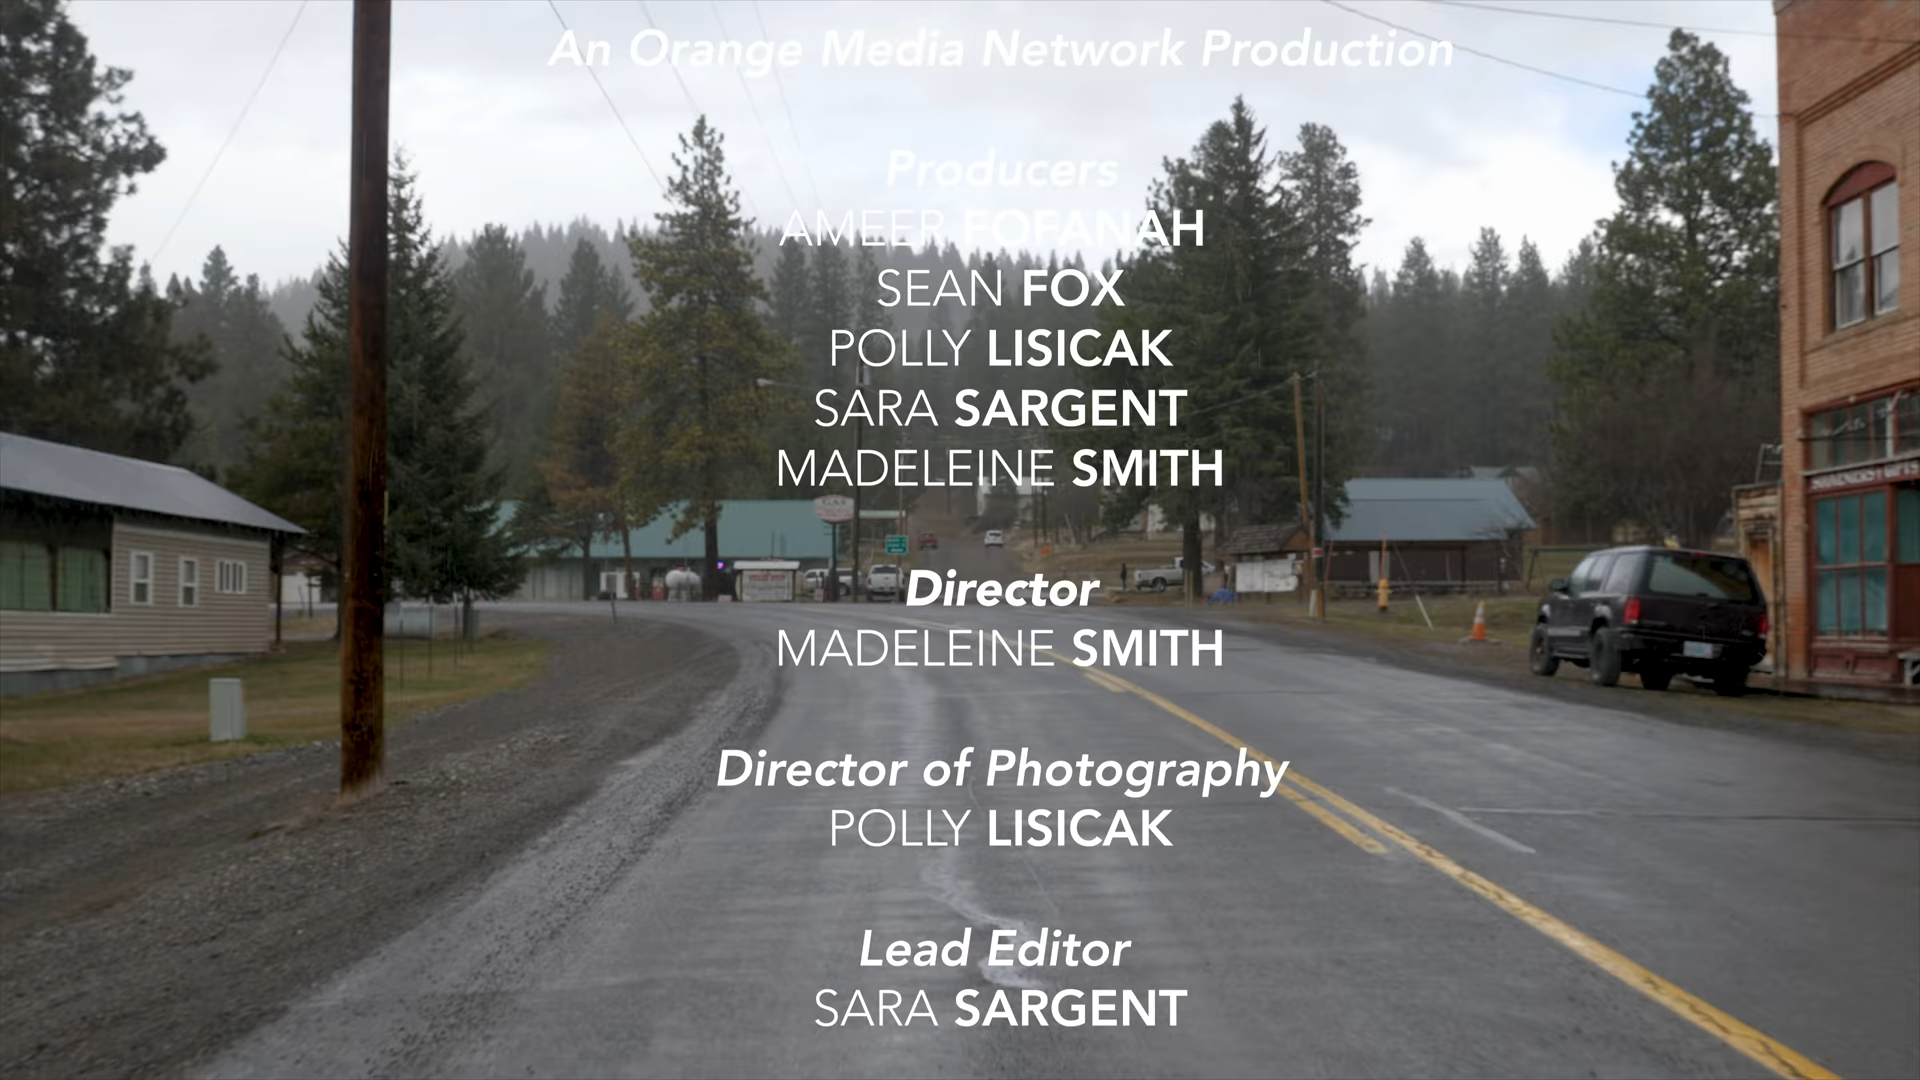 An Orange Media Network Production
Producers
AMEER FOFANAH
SEAN FOX
POLLY LISICAK
SARA SARGENT
MADELEINE SMITH
GAS
Director
MADELEINE SMITH
Director of Photography
POLLY LISICAK
Lead Editor
SARA SARGENT